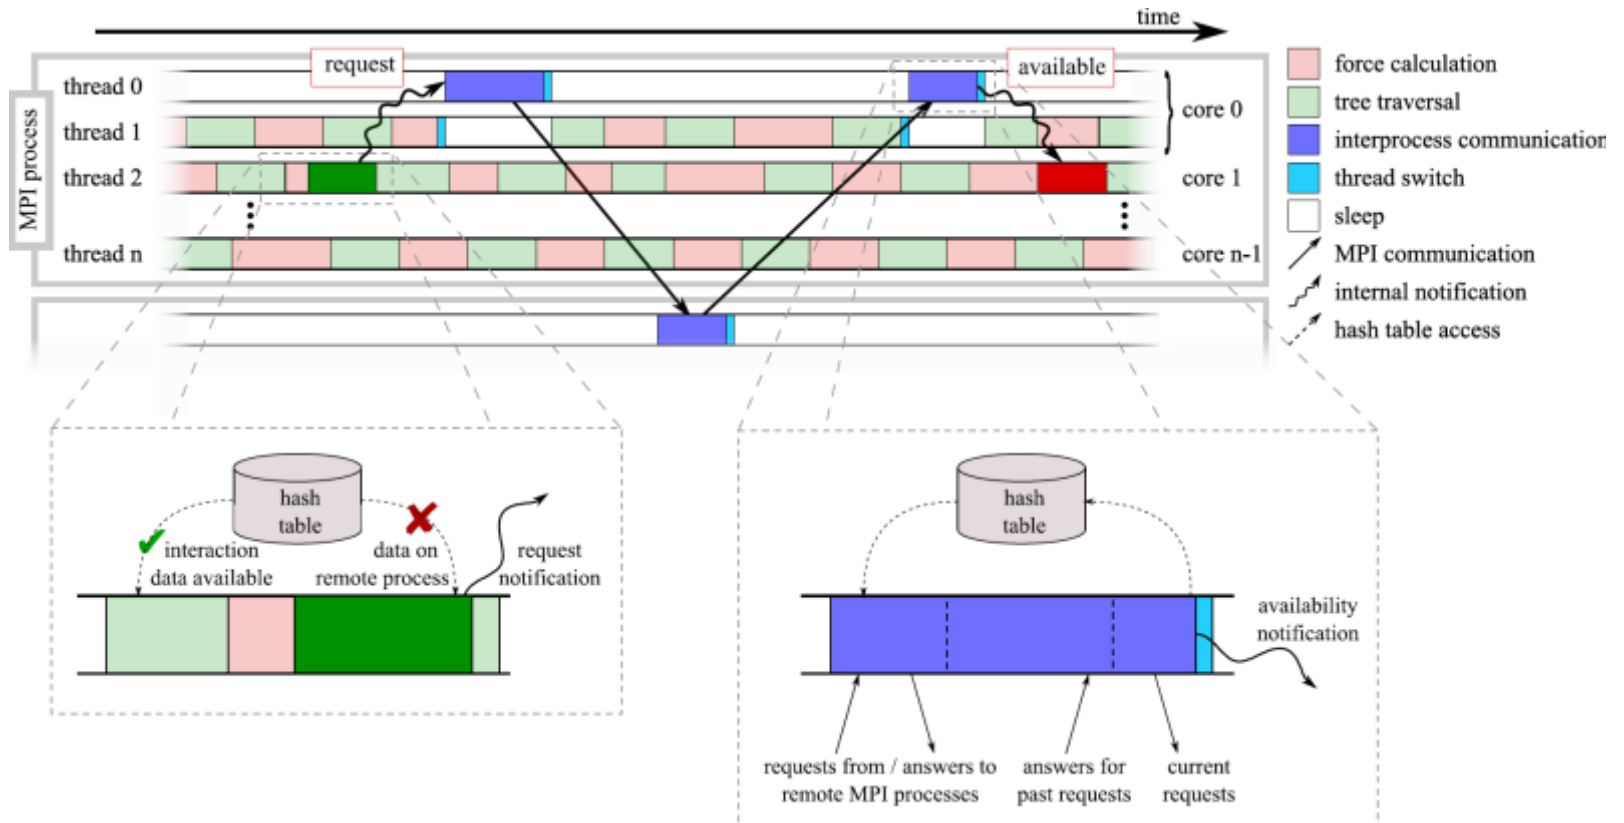 time
request
available
MPI process
thread 0
thread 1
thread 2
thread n
core 0
core 1
core n-1
force calculation
tree traversal
interprocess communication
thread switch
sleep
MPI communication
internal notification
hash table access
hash
table
interaction
data available
data on
remote process
request
notification
hash
table
availability
notification
requests from / answers to
remote MPI processes
answers for
past requests
current
requests